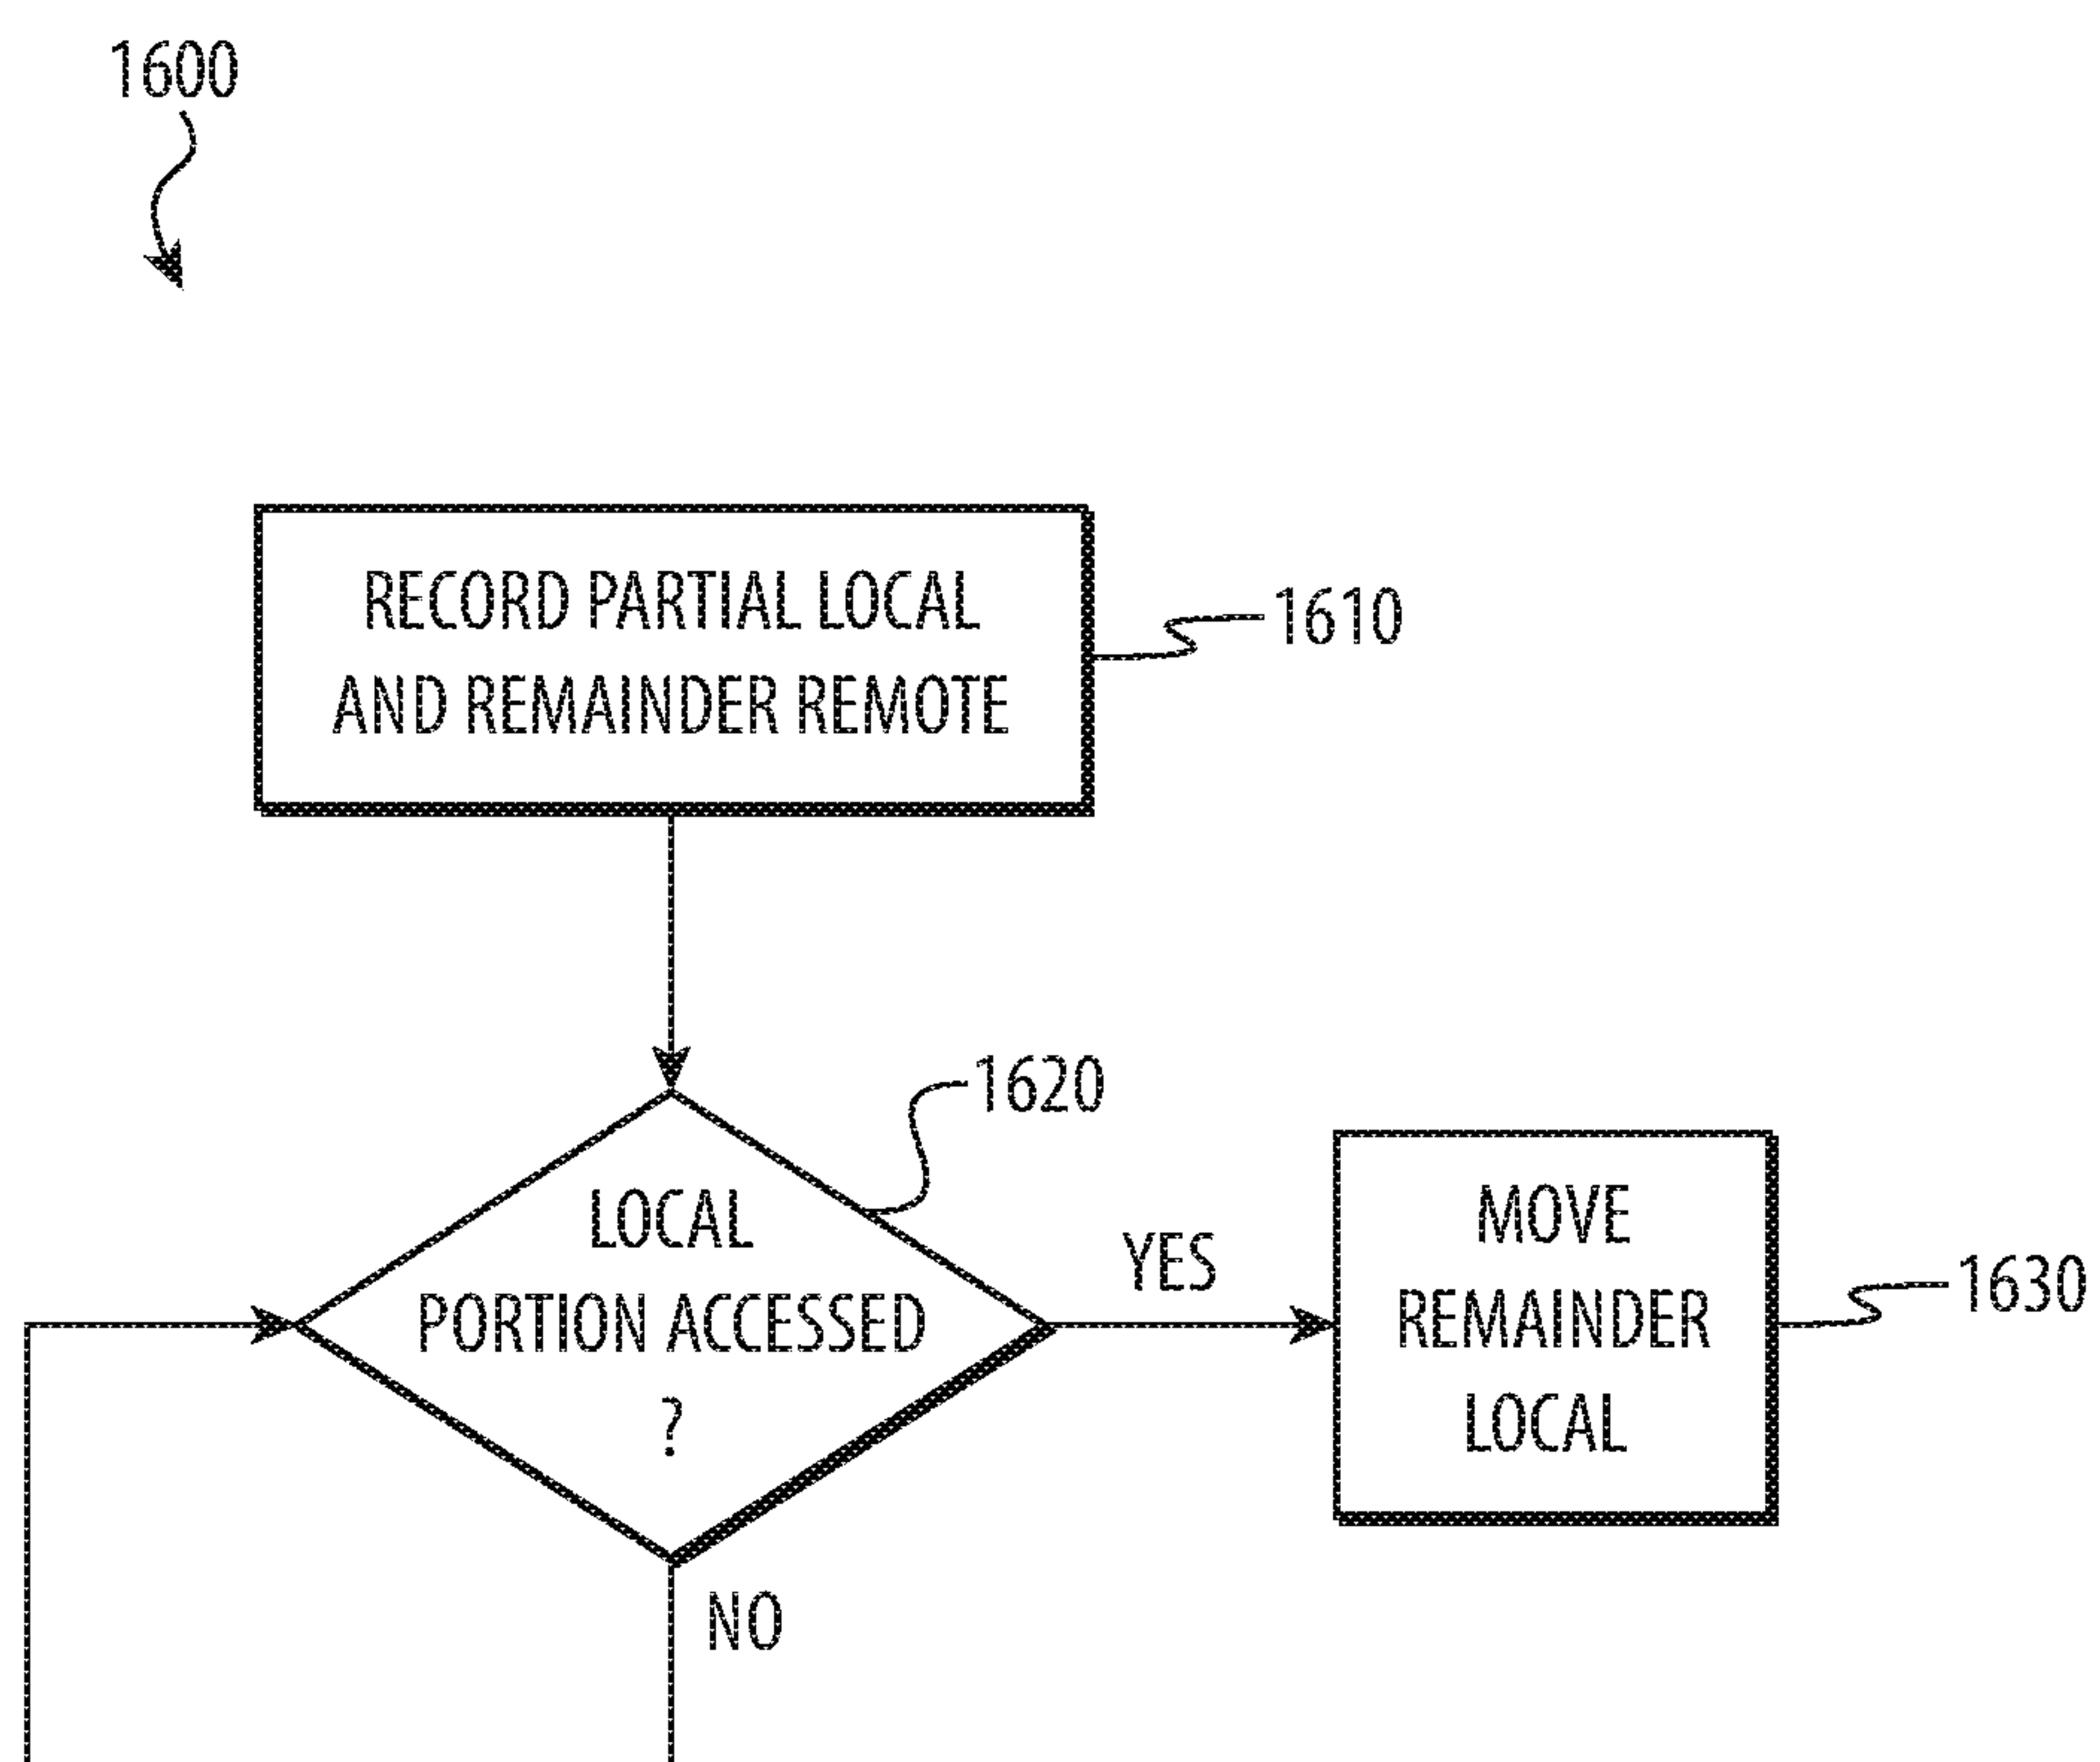 1600
RECORD PARTIAL LOCAL
AND REMAINDER REMOTE
1610
1620
LOCAL
PORTION ACCESSED
?
YES
MOVE
REMAINDER
LOCAL
1630
NO